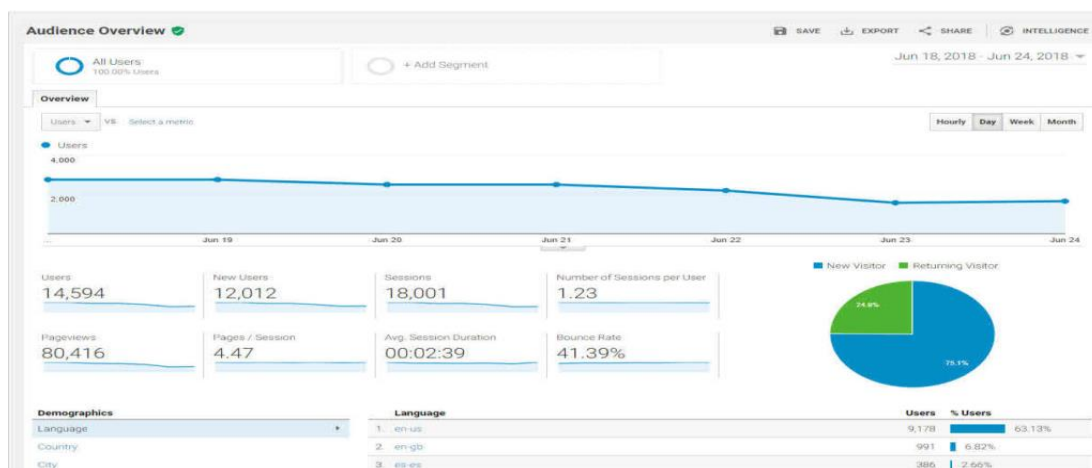 Audience Overview
SAVE EXPORT SHARE INTELLIGENCE
All Users
100.00% Users
+ Add Segment
Jun 18, 2018 - Jun 24, 2018
Overview
Users VS Select a metric
Hourly Day Week Month
Users
4,000
2,000
... Jun 19 Jun 20 Jun 21 Jun 22 Jun 23 Jun 24
New Visitor Returning Visitor
Users New Users Sessions Number of Sessions per User
14,594 12,012 18,001 1.23
24.9%
75.1%
Pageviews Pages / Session Avg. Session Duration Bounce Rate
80,416 4.47 00:02:39 41.39%
Demographics Language Users % Users
Language 1. en-us 9,178 63.13%
Country 2. en-gb 991 6.82%
City 3. es-es 386 2.66%